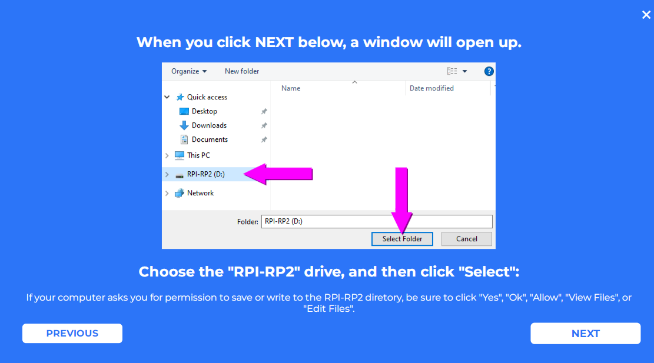 ×
When you click NEXT below, a window will open up.
Organize New folder ?
Name Date modified
Quick access
Desktop
Downloads
Documents
This PC
RPI-RP2 (D:)
Network
Folder: RPI-RP2 (D:)
Select Folder Cancel
Choose the "RPI-RP2" drive, and then click "Select":
If your computer asks you for permission to save or write to the RPI-RP2 diretory, be sure to click "Yes", "Ok", "Allow", "View Files", or
"Edit Files".
PREVIOUS NEXT